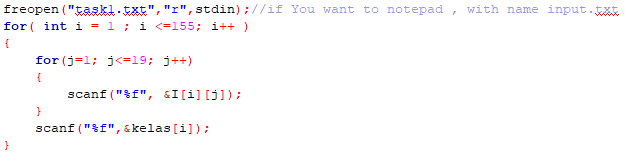 freopen("task1.txt","r",stdin);//if You want to notepad , with name input.txt
for( int i = 1 ; i <=155; i++ )
{
for(j=1; j<=19; j++)
{
scanf("%f", &I[i][j]);
}
scanf("%f",&kelas[i]);
}